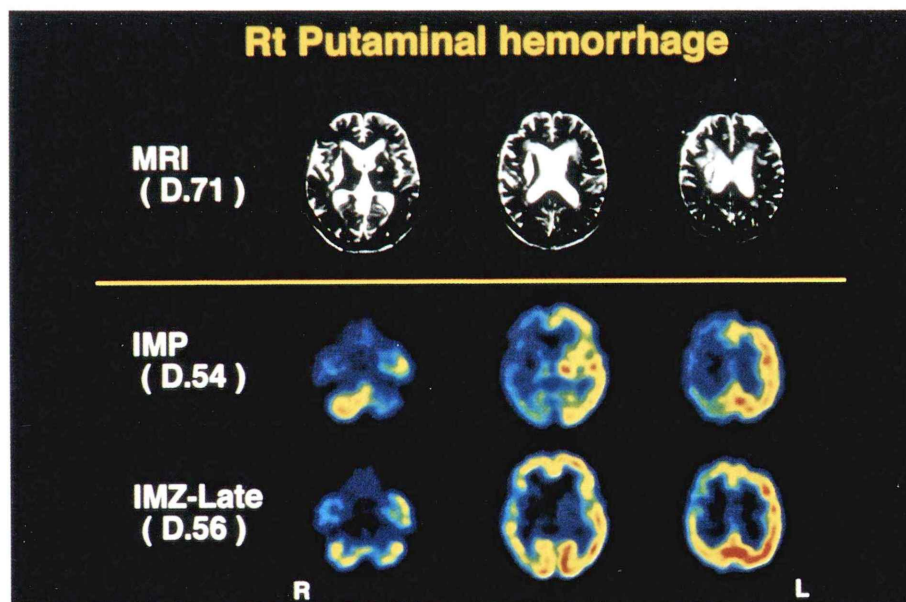 Rt Putaminal hemorrhage
MRI
( D.71 )
IMP
( D.54 )
IMZ-Late
( D.56 )
R
L